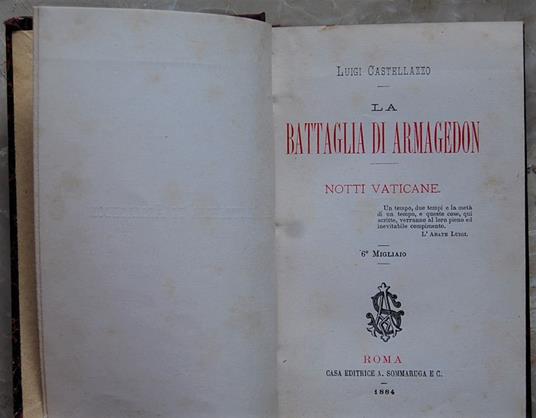 LUIGI CASTELLAZZO
LA
BATTAGLIA DI ARMAGEDON
NOTTI VATICANE.
Un tempo, due tempi e la metà
di un tempo, e queste cose, qui
scritte, verranno al loro pieno ed
inevitabile compimento.
L'ABATE LUIGI.
6º MIGLIAIO
ROMA
CASA EDITRICE A. SOMMARUGA E C.
1884